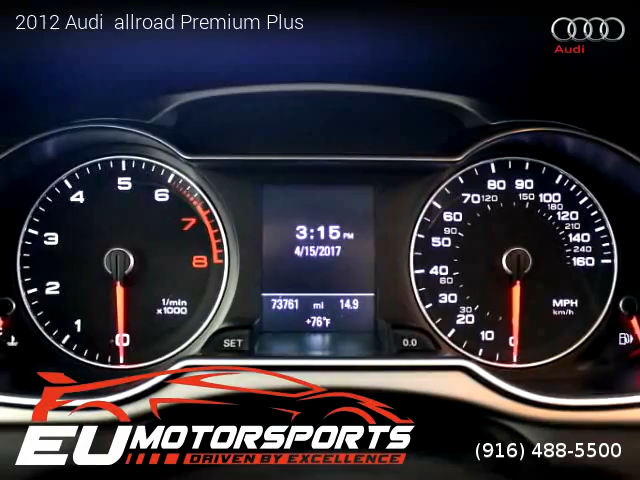 2012 Audi allroad Premium Plus
Audi
0 1 2 3 4 5 6 7 8
1/min
x1000
3:15 PM
4/15/2017
73761 mi 14.9
+76°F
SET
0.0
0 10 20 30 40 50 60 70 80 90 100 120 140 160
30 60 90 120 150 180 210 240
MPH
km/h
EU MOTORSPORTS
DRIVEN BY EXCELLENCE
(916) 488-5500